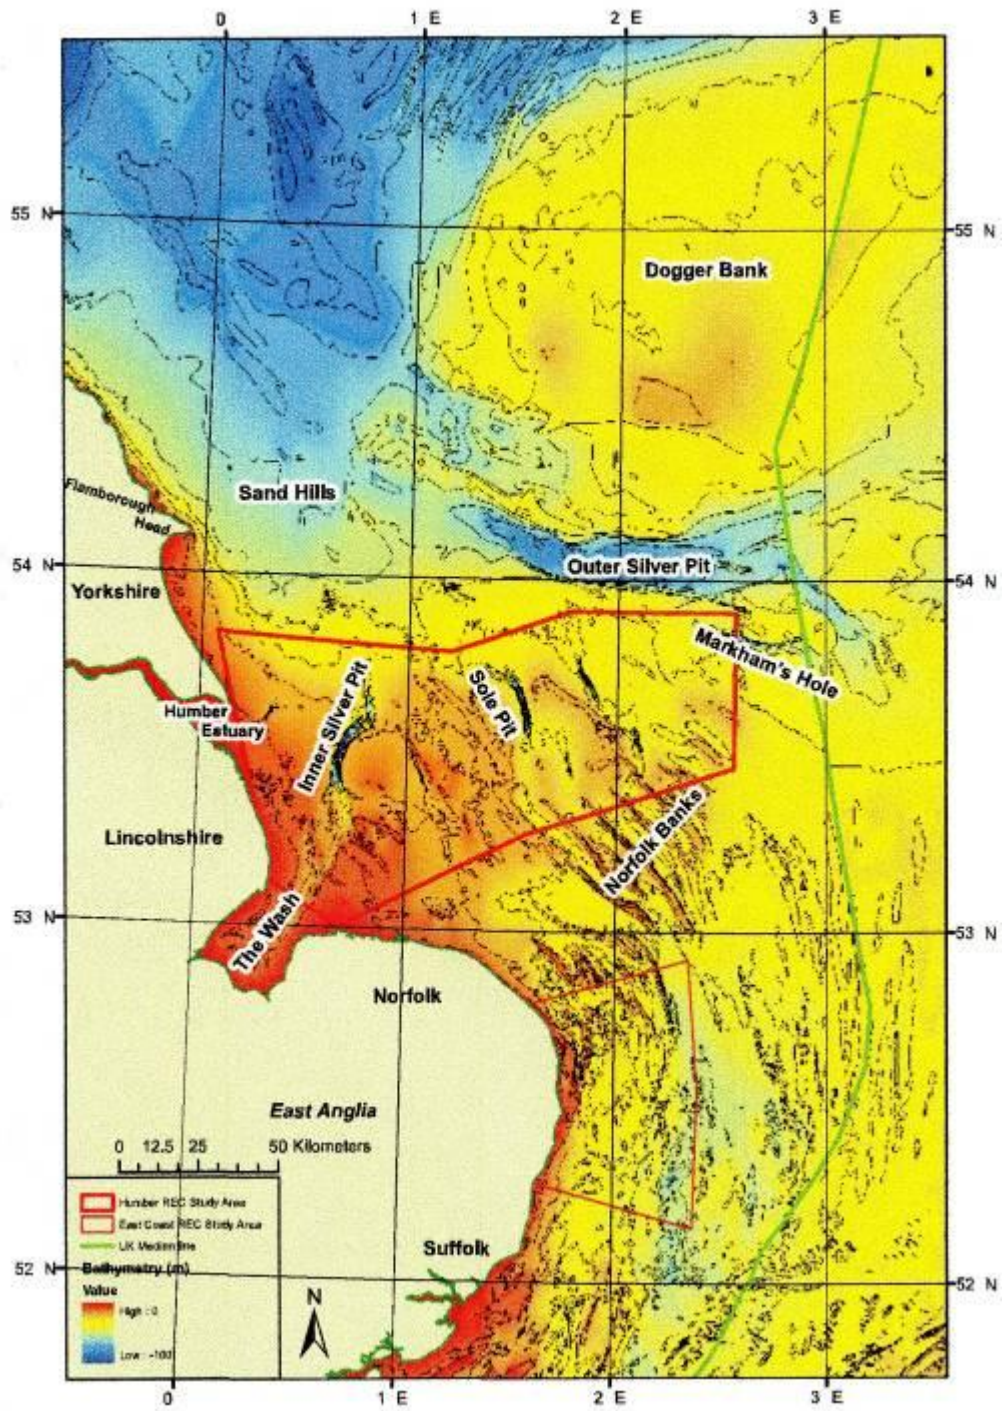 0 1 E 2 E 3 E
55 N 55 N
Dogger Bank
Sand Hills
Flamborough
Head
54 N 54 N
Outer Silver Pit
Yorkshire
Markham's Hole
Inner Silver Pit
Sole Pit
Humber
Estuary
Lincolnshire
Norfolk Banks
53 N 53 N
The Wash
Norfolk
East Anglia
0 12.5 25 50 Kilometers
Humber REC Study Area
East Coast REC Study Area
UK Median line
Bathymetry (m)
Value
High : 0
Low : -100
Suffolk
52 N 52 N
N
0 1 E 2 E 3 E